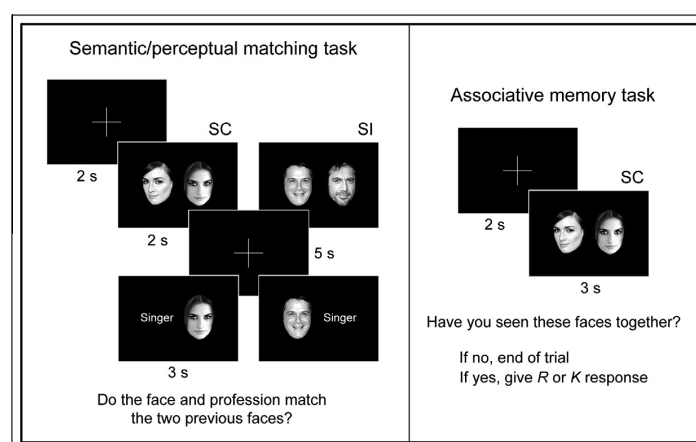 Semantic/perceptual matching task
SC
SI
2 s
2 s
5 s
Singer
Singer
3 s
Do the face and profession match
the two previous faces?
Associative memory task
SC
2 s
3 s
Have you seen these faces together?
If no, end of trial
If yes, give R or K response